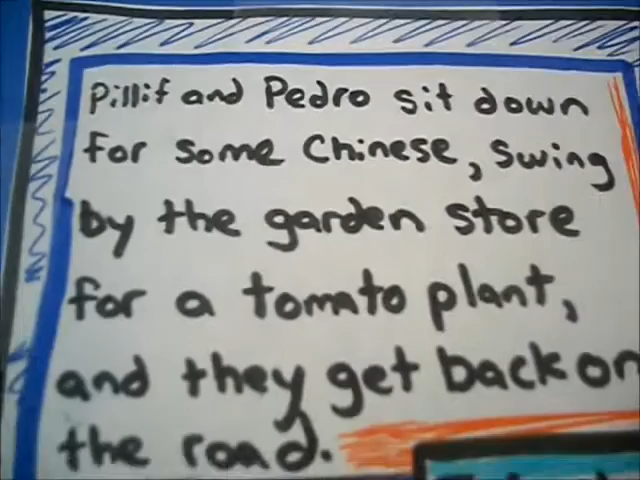 Pillif and Pedro sit down
for some Chinese, swing
by the garden store
for a tomato plant,
and they get back on
the road.